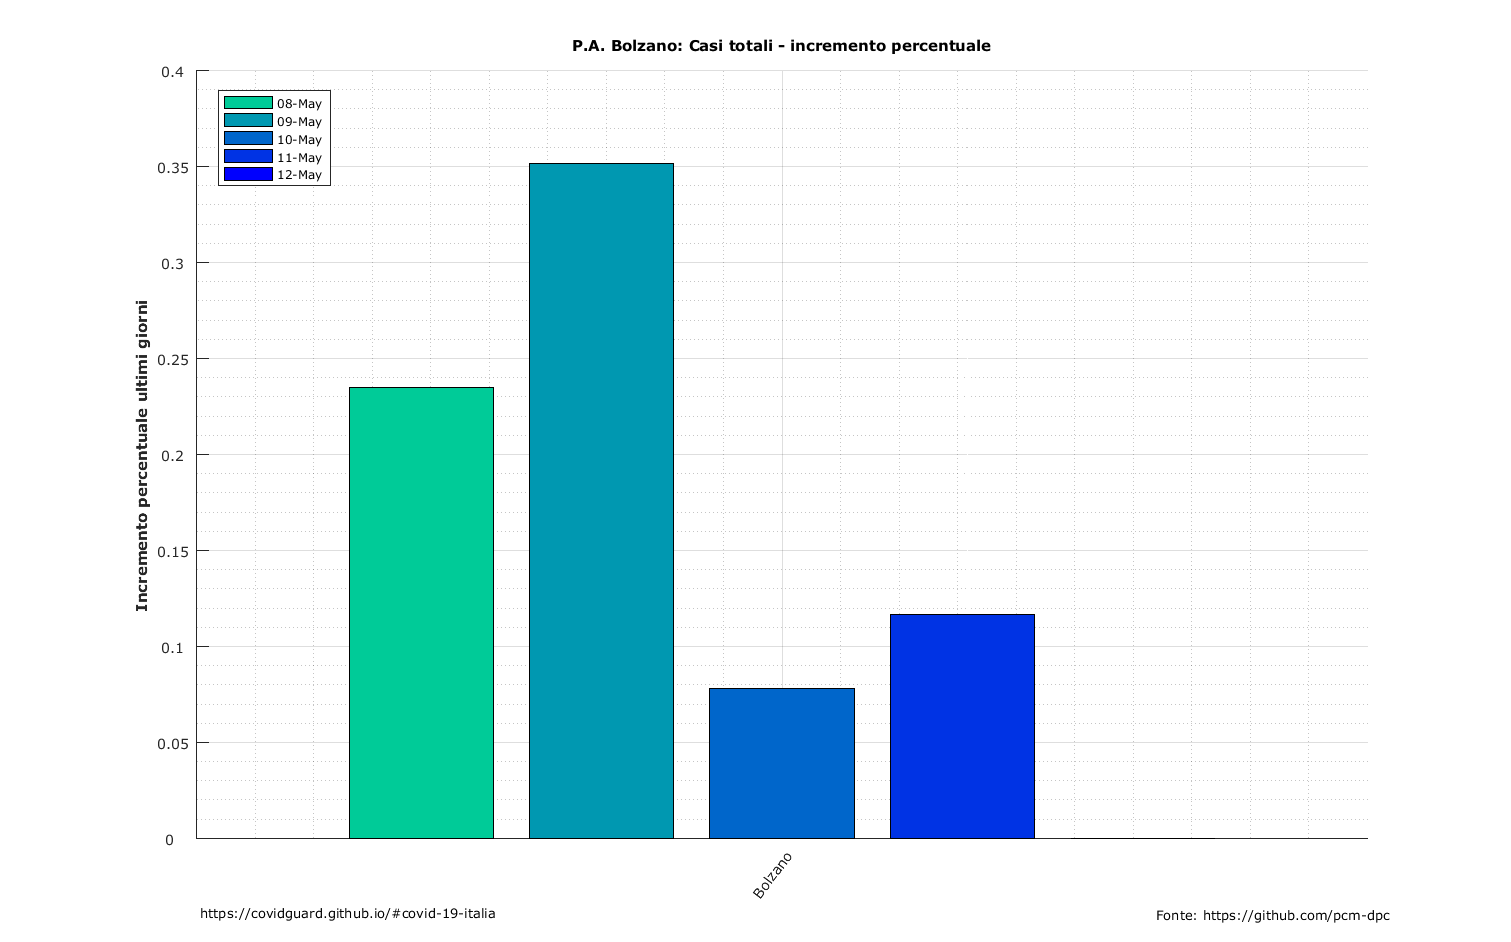 P.A. Bolzano: Casi totali - incremento percentuale
0.4
0.35
0.3
0.25
0.2
0.15
0.1
0.05
0
Incremento percentuale ultimi giorni
08-May
09-May
10-May
11-May
12-May
Bolzano
https://covidguard.github.io/#covid-19-italia
Fonte: https://github.com/pcm-dpc